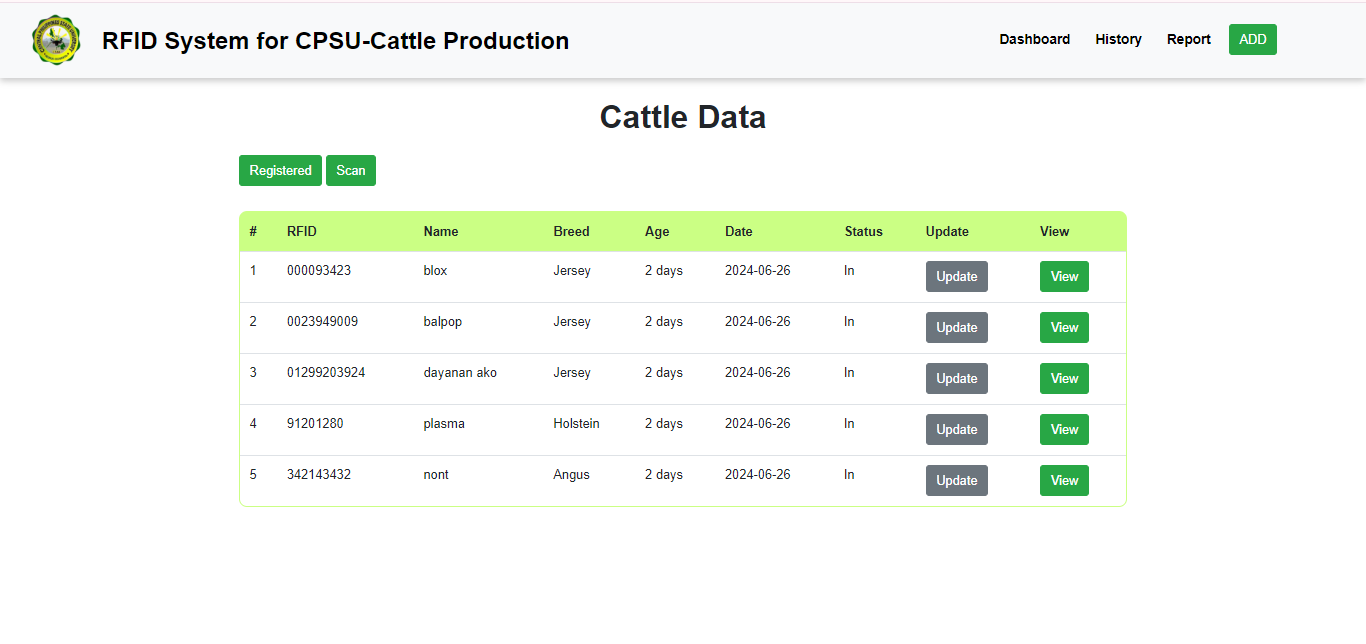 RFID System for CPSU-Cattle Production Dashboard History Report ADD
Cattle Data
Registered Scan
# RFID Name Breed Age Date Status Update View
1 000093423 blox Jersey 2 days 2024-06-26 In Update View
2 0023949009 balpop Jersey 2 days 2024-06-26 In Update View
3 01299203924 dayanan ako Jersey 2 days 2024-06-26 In Update View
4 91201280 plasma Holstein 2 days 2024-06-26 In Update View
5 342143432 nont Angus 2 days 2024-06-26 In Update View